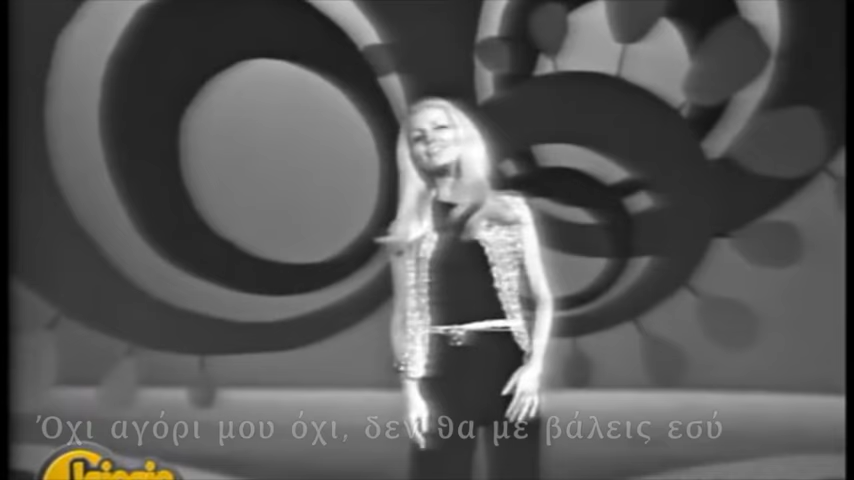 Όχι αγόρι μου όχι, δεν θα με βάλεις εσύ